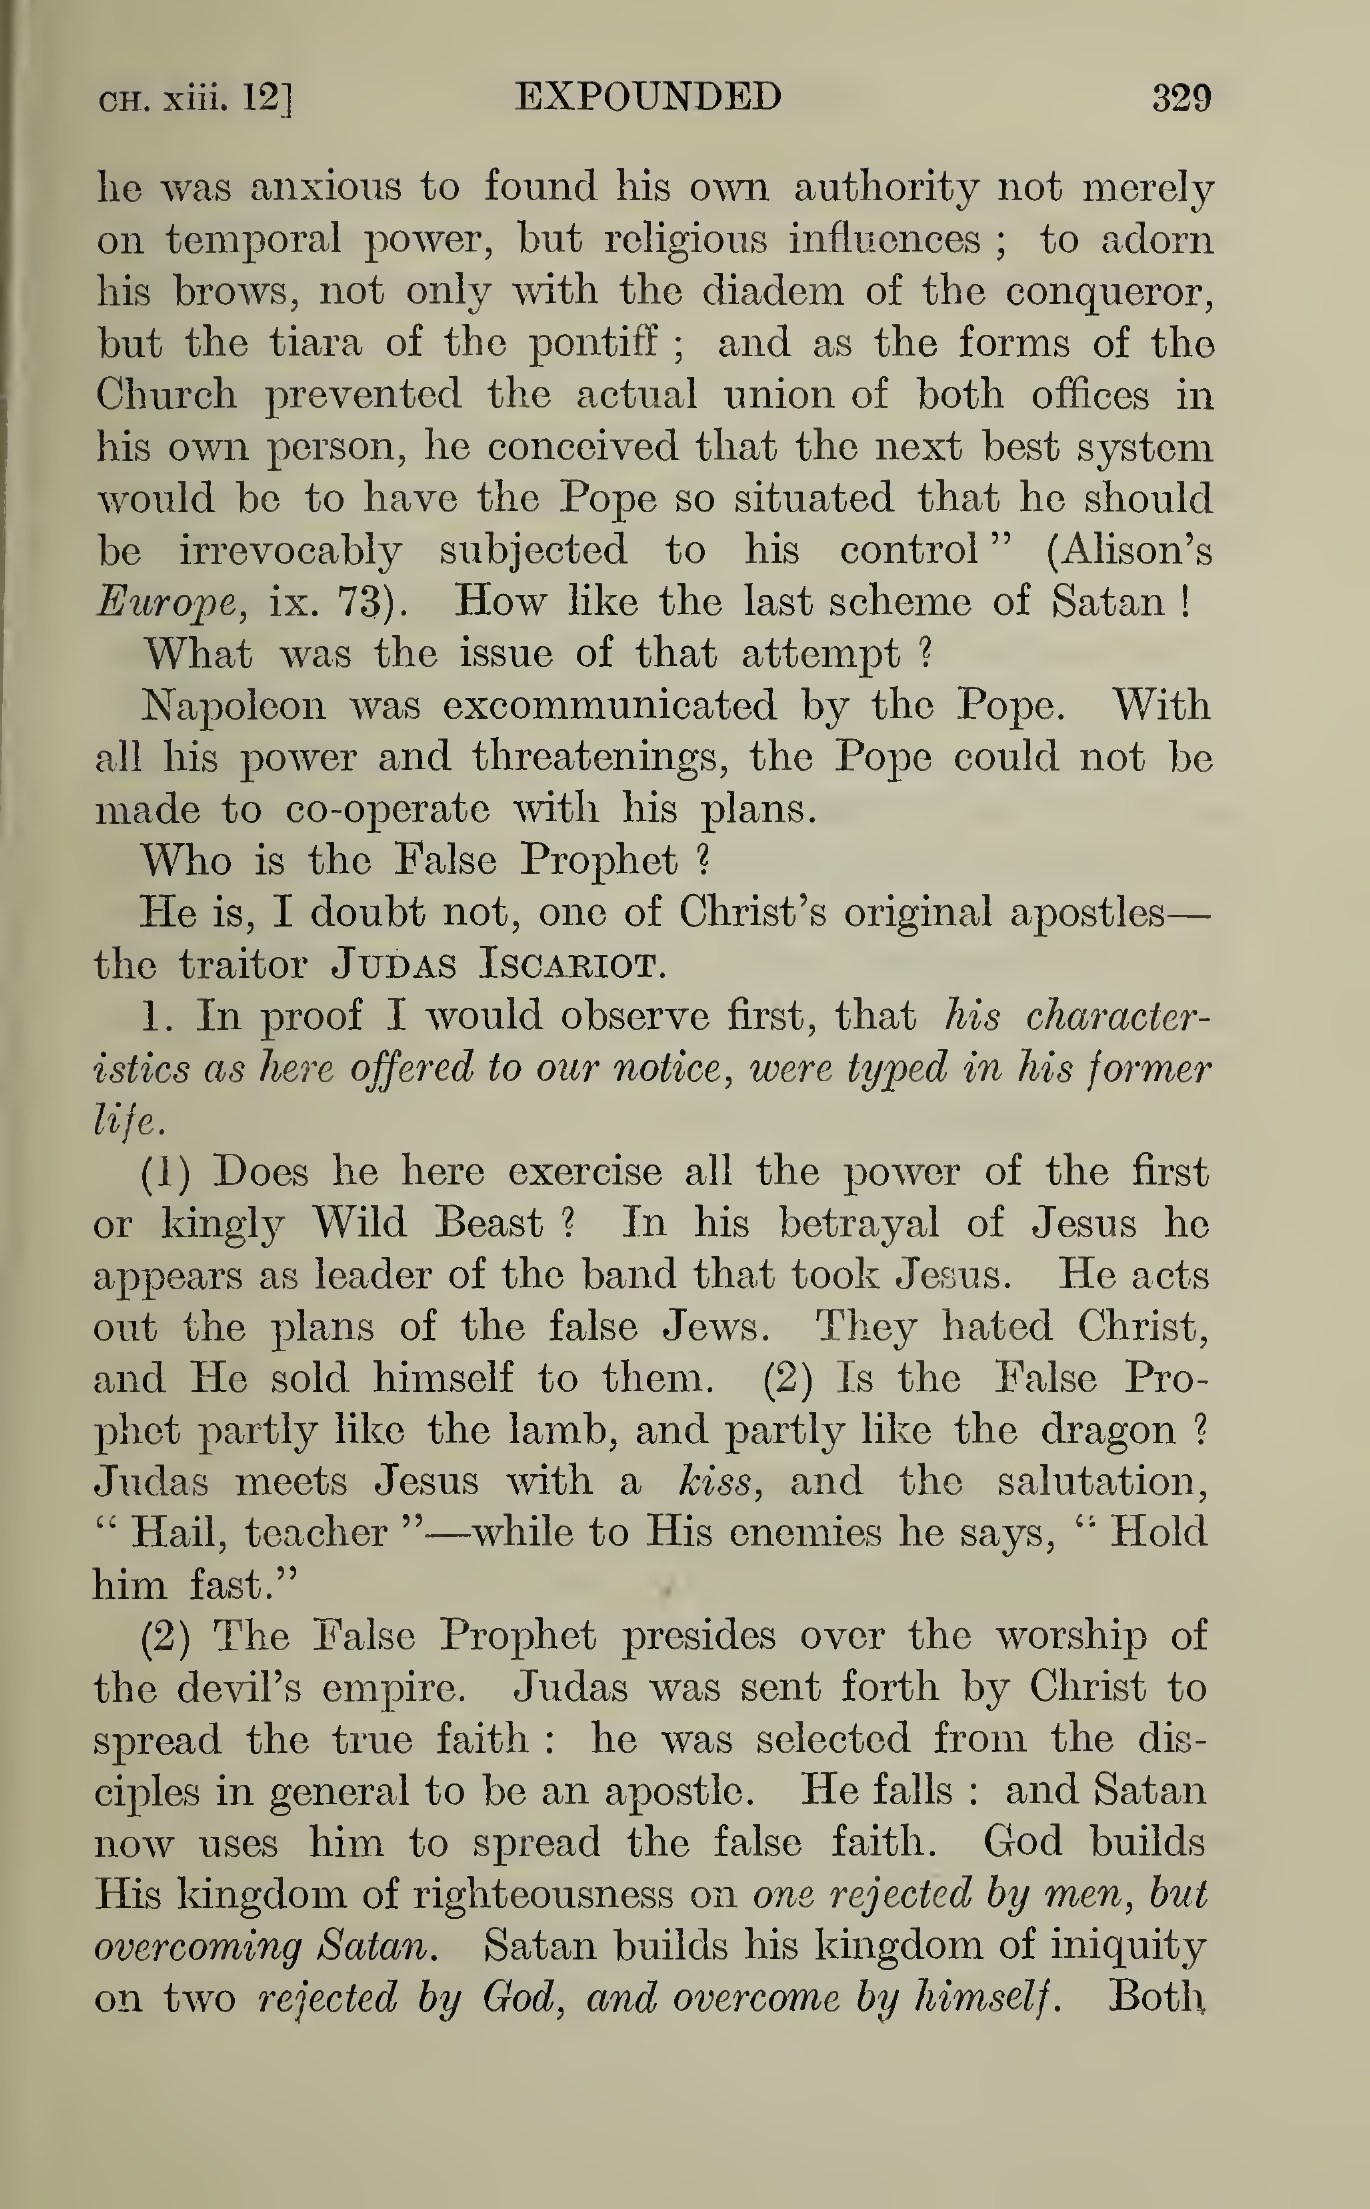 CH. xiii. 12] EXPOUNDED 329
he was anxious to found his own authority not merely
on temporal power, but religious influences ; to adorn
his brows, not only with the diadem of the conqueror,
but the tiara of the pontiff ; and as the forms of the
Church prevented the actual union of both offices in
his own person, he conceived that the next best system
would be to have the Pope so situated that he should
be irrevocably subjected to his control” (Alison’s
Europe, ix. 73). How like the last scheme of Satan !
What was the issue of that attempt ?
Napoleon was excommunicated by the Pope. With
all his power and threatenings, the Pope could not be
made to co-operate with his plans.
Who is the False Prophet ?
He is, I doubt not, one of Christ’s original apostles—
the traitor JUDAS ISCARIOT.
1. In proof I would observe first, that his character-
istics as here offered to our notice, were typed in his former
life.
(1) Does he here exercise all the power of the first
or kingly Wild Beast ? In his betrayal of Jesus he
appears as leader of the band that took Jesus. He acts
out the plans of the false Jews. They hated Christ,
and He sold himself to them. (2) Is the False Pro-
phet partly like the lamb, and partly like the dragon ?
Judas meets Jesus with a kiss, and the salutation,
“ Hail, teacher ”—while to His enemies he says, “ Hold
him fast.”
(2) The False Prophet presides over the worship of
the devil’s empire. Judas was sent forth by Christ to
spread the true faith : he was selected from the dis-
ciples in general to be an apostle. He falls : and Satan
now uses him to spread the false faith. God builds
His kingdom of righteousness on one rejected by men, but
overcoming Satan. Satan builds his kingdom of iniquity
on two rejected by God, and overcome by himself. Both